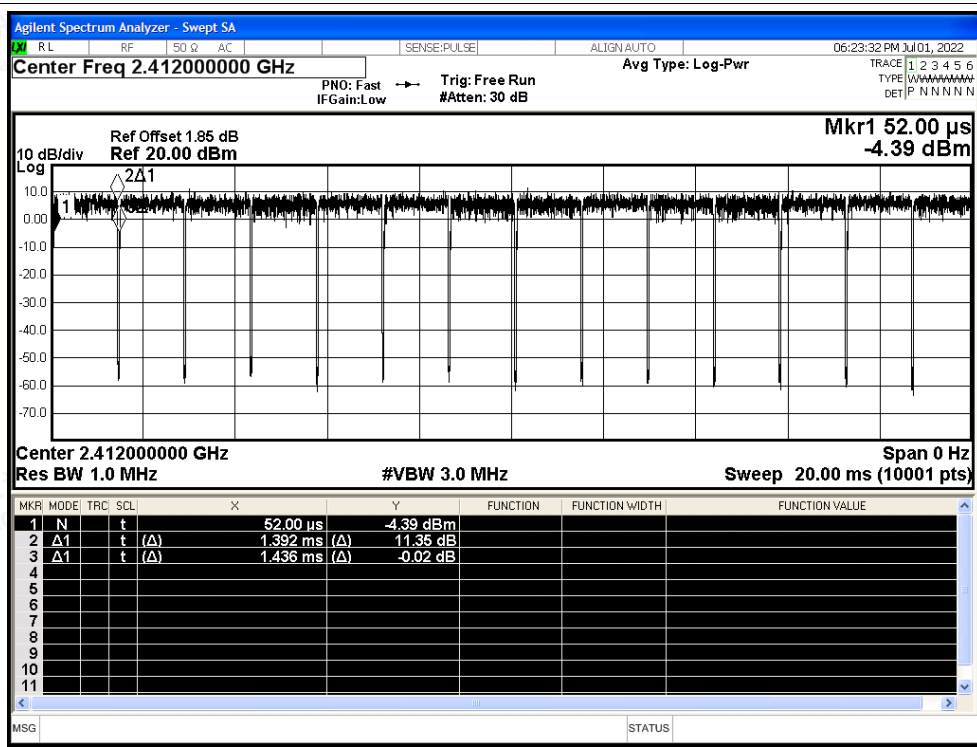 Agilent Spectrum Analyzer - Swept SA
LXI RL RF 50 Ω AC SENSE:PULSE ALIGN AUTO 06:23:32 PM Jul 01, 2022
Center Freq 2.412000000 GHz
PNO: Fast
IFGain:Low
Trig: Free Run
#Atten: 30 dB
Avg Type: Log-Pwr
TRACE 1 2 3 4 5 6
TYPE WWWWWW
DET P N N N N N
Mkr1 52.00 µs
-4.39 dBm
Ref Offset 1.85 dB
10 dB/div Ref 20.00 dBm
Log
2Δ1
1
10.0
0.00
-10.0
-20.0
-30.0
-40.0
-50.0
-60.0
-70.0
Center 2.412000000 GHz Span 0 Hz
Res BW 1.0 MHz #VBW 3.0 MHz Sweep 20.00 ms (10001 pts)
MKR MODE TRC SCL X Y FUNCTION FUNCTION WIDTH FUNCTION VALUE
1 N t 52.00 µs -4.39 dBm
2 Δ1 t (Δ) 1.392 ms (Δ) 11.35 dB
3 Δ1 t (Δ) 1.436 ms (Δ) -0.02 dB
4
5
6
7
8
9
10
11
MSG STATUS